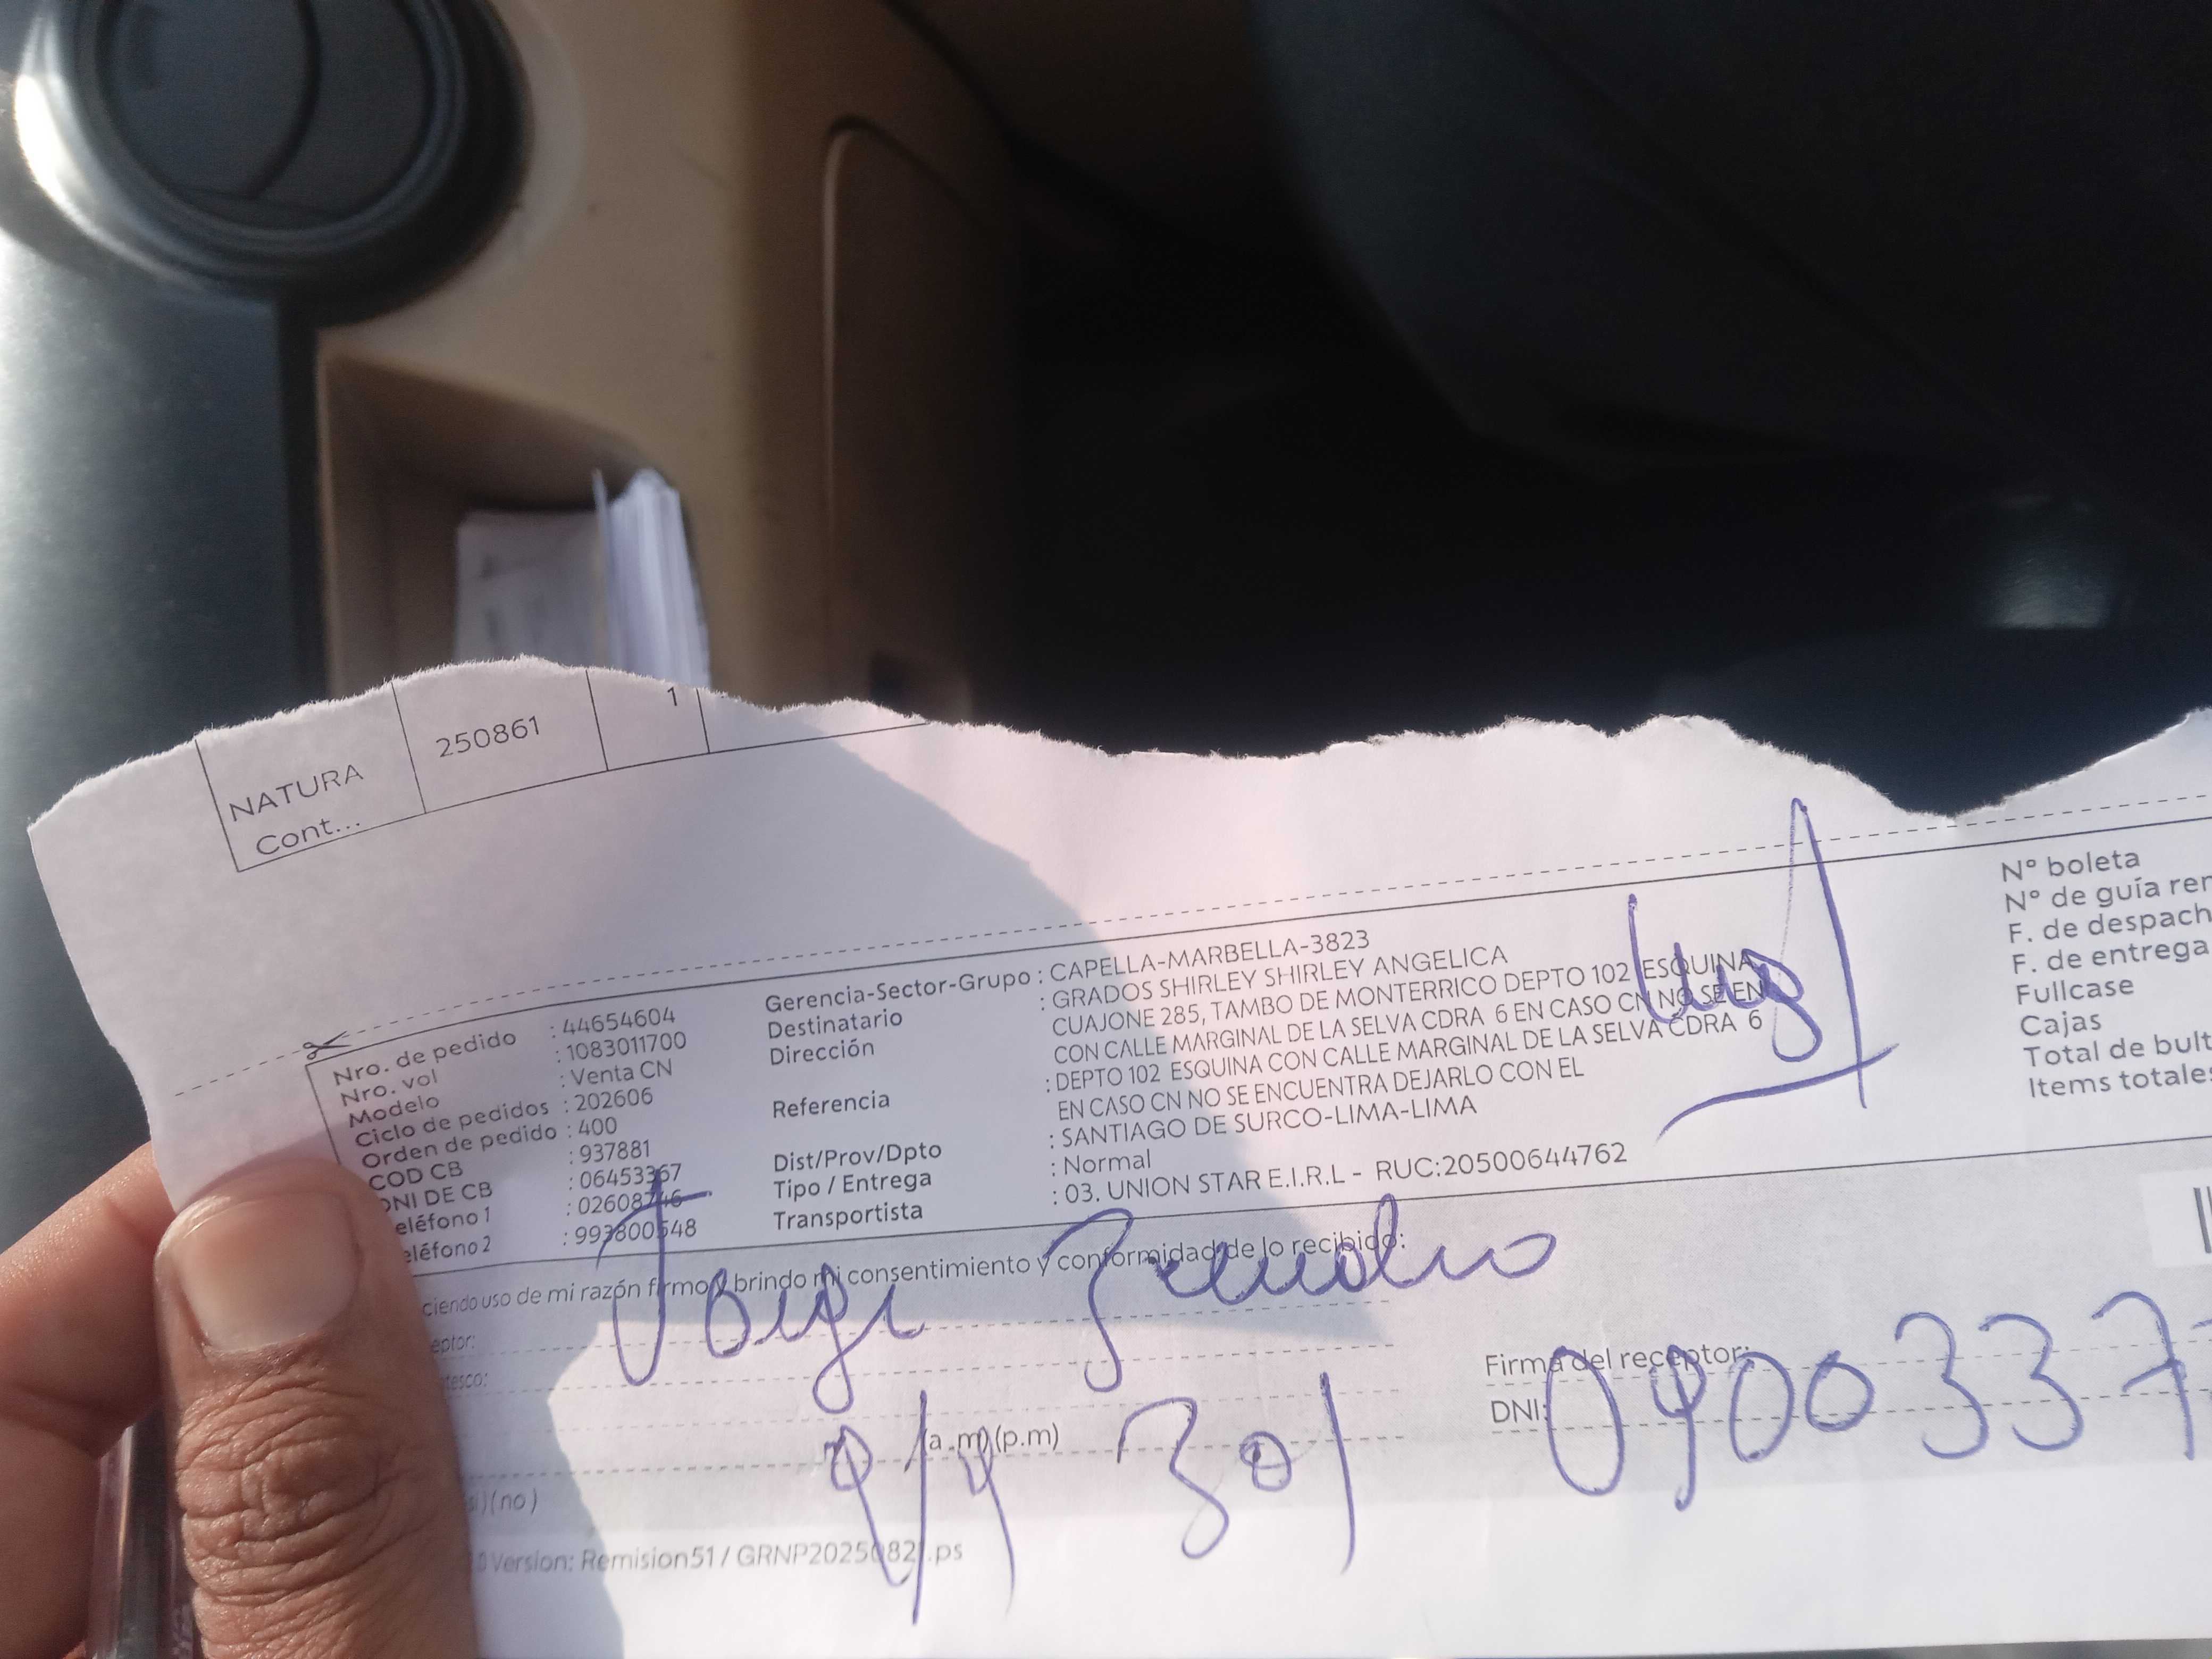 NATURA 250861 1
Cont...
Nro. de pedido : 44654604
Nro. vol : 1083011700
Modelo : Venta CN
Ciclo de pedidos : 202606
Orden de pedido : 400
COD CB : 937881
DNI DE CB : 06453367
eléfono 1 : 02608746
eléfono 2 : 993800548
Gerencia-Sector-Grupo : CAPELLA-MARBELLA-3823
Destinatario : GRADOS SHIRLEY SHIRLEY ANGELICA
Dirección CUAJONE 285, TAMBO DE MONTERRICO DEPTO 102 ESQUINA
CON CALLE MARGINAL DE LA SELVA CDRA 6 EN CASO CN NO SE EN
Referencia : DEPTO 102 ESQUINA CON CALLE MARGINAL DE LA SELVA CDRA 6
EN CASO CN NO SE ENCUENTRA DEJARLO CON EL
Dist/Prov/Dpto : SANTIAGO DE SURCO-LIMA-LIMA
Tipo / Entrega : Normal
Transportista : 03. UNION STAR E.I.R.L - RUC:20500644762
Nº boleta
Nº de guía rem
F. de despach
F. de entrega
Fullcase
Cajas
Total de bult
Items totales
ciendo uso de mi razón firmo y brindo mi consentimiento y conformidad de lo recibido:
eptor: Jorge
tesco:
(a.m) (p.m) 301
Firma del receptor:
DNI: 0900337
si) (no)
Version: Remision51 / GRNP2025082 .ps